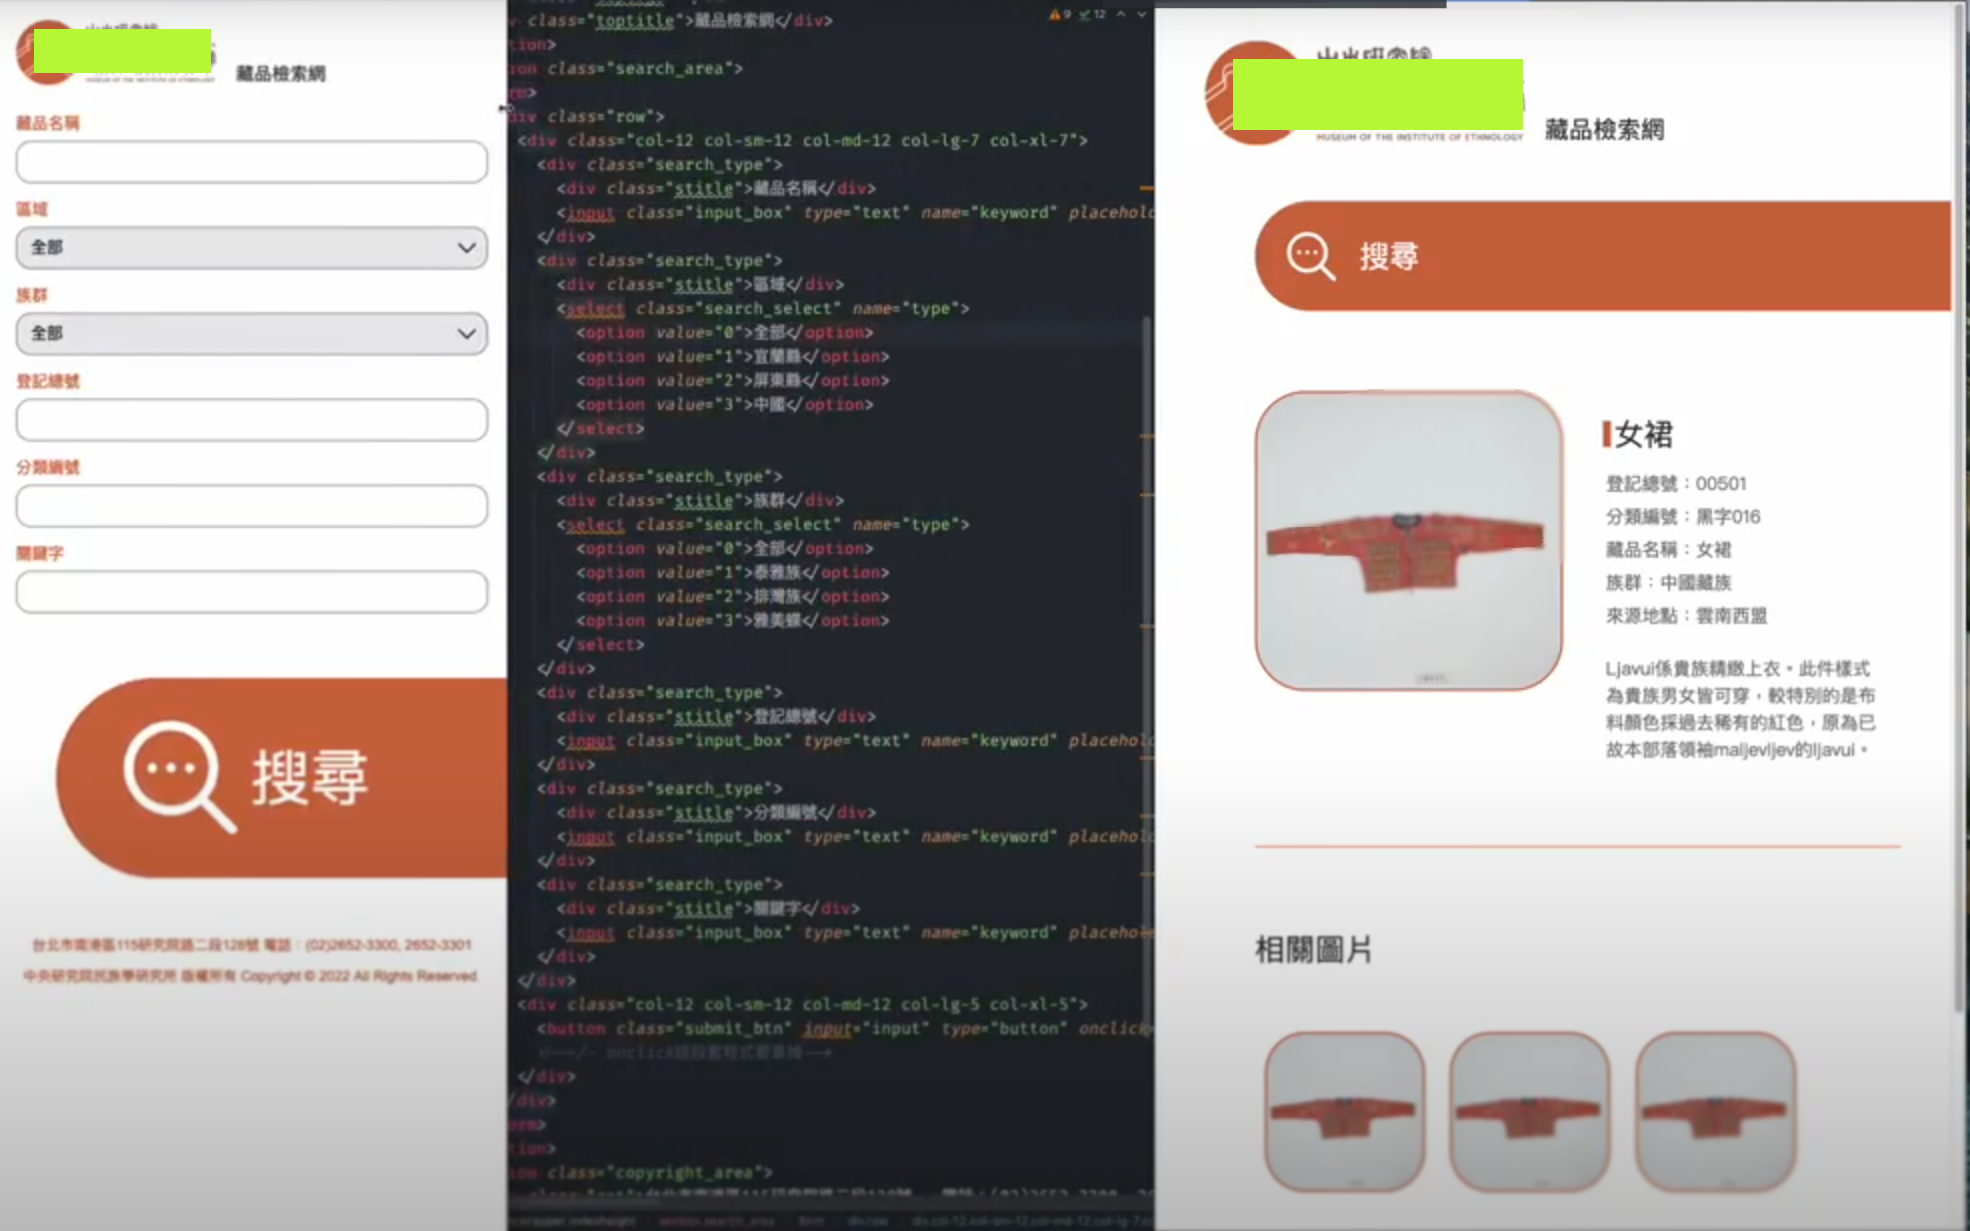 藏品檢索網
藏品名稱
區域
全部
族群
全部
登記總號
分類編號
關鍵字
搜尋
台北市南港區115研究院路二段128號 電話：(02)2652-3300, 2652-3301
中央研究院民族學研究所 版權所有 Copyright © 2022 All Rights Reserved.
class="toptitle">藏品檢索網</div>
tion>
class="search_area">
rm>
div class="row">
<div class="col-12 col-sm-12 col-md-12 col-lg-7 col-xl-7">
<div class="search_type">
<div class="stitle">藏品名稱</div>
<input class="input_box" type="text" name="keyword" placehol
</div>
<div class="search_type">
<div class="stitle">區域</div>
<select class="search_select" name="type">
<option value="0">全部</option>
<option value="1">宜蘭縣</option>
<option value="2">屏東縣</option>
<option value="3">中國</option>
</select>
</div>
<div class="search_type">
<div class="stitle">族群</div>
<select class="search_select" name="type">
<option value="0">全部</option>
<option value="1">泰雅族</option>
<option value="2">排灣族</option>
<option value="3">雅美蝶</option>
</select>
</div>
<div class="search_type">
<div class="stitle">登記總號</div>
<input class="input_box" type="text" name="keyword" placehol
</div>
<div class="search_type">
<div class="stitle">分類編號</div>
<input class="input_box" type="text" name="keyword" placehol
</div>
<div class="search_type">
<div class="stitle">關鍵字</div>
<input class="input_box" type="text" name="keyword" placeho
</div>
</div>
<div class="col-12 col-sm-12 col-md-12 col-lg-5 col-xl-5">
<button class="submit_btn" input="input" type="button" onclick
</div>
/div>
orm>
tion>
class="copyright_area">
9 12
MUSEUM OF THE INSTITUTE OF ETHNOLOGY
藏品檢索網
搜尋
女裙
登記總號：00501
分類編號：黑字016
藏品名稱：女裙
族群：中國藏族
來源地點：雲南西盟
Ljavui係貴族精緻上衣。此件樣式
為貴族男女皆可穿，較特別的是布
料顏色採過去稀有的紅色，原為已
故本部落領袖maljevljev的ljavui。
相關圖片